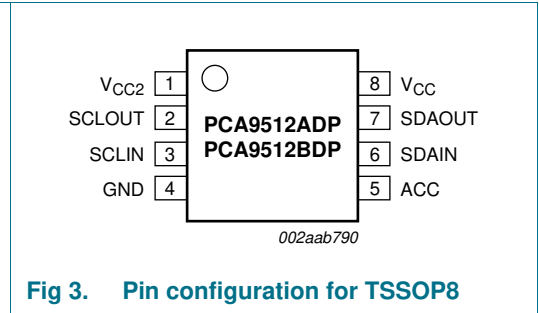 VCC2 1 8 VCC
SCLOUT 2 PCA9512ADP 7 SDAOUT
SCLIN 3 PCA9512BDP 6 SDAIN
GND 4 5 ACC
002aab790
Fig 3. Pin configuration for TSSOP8